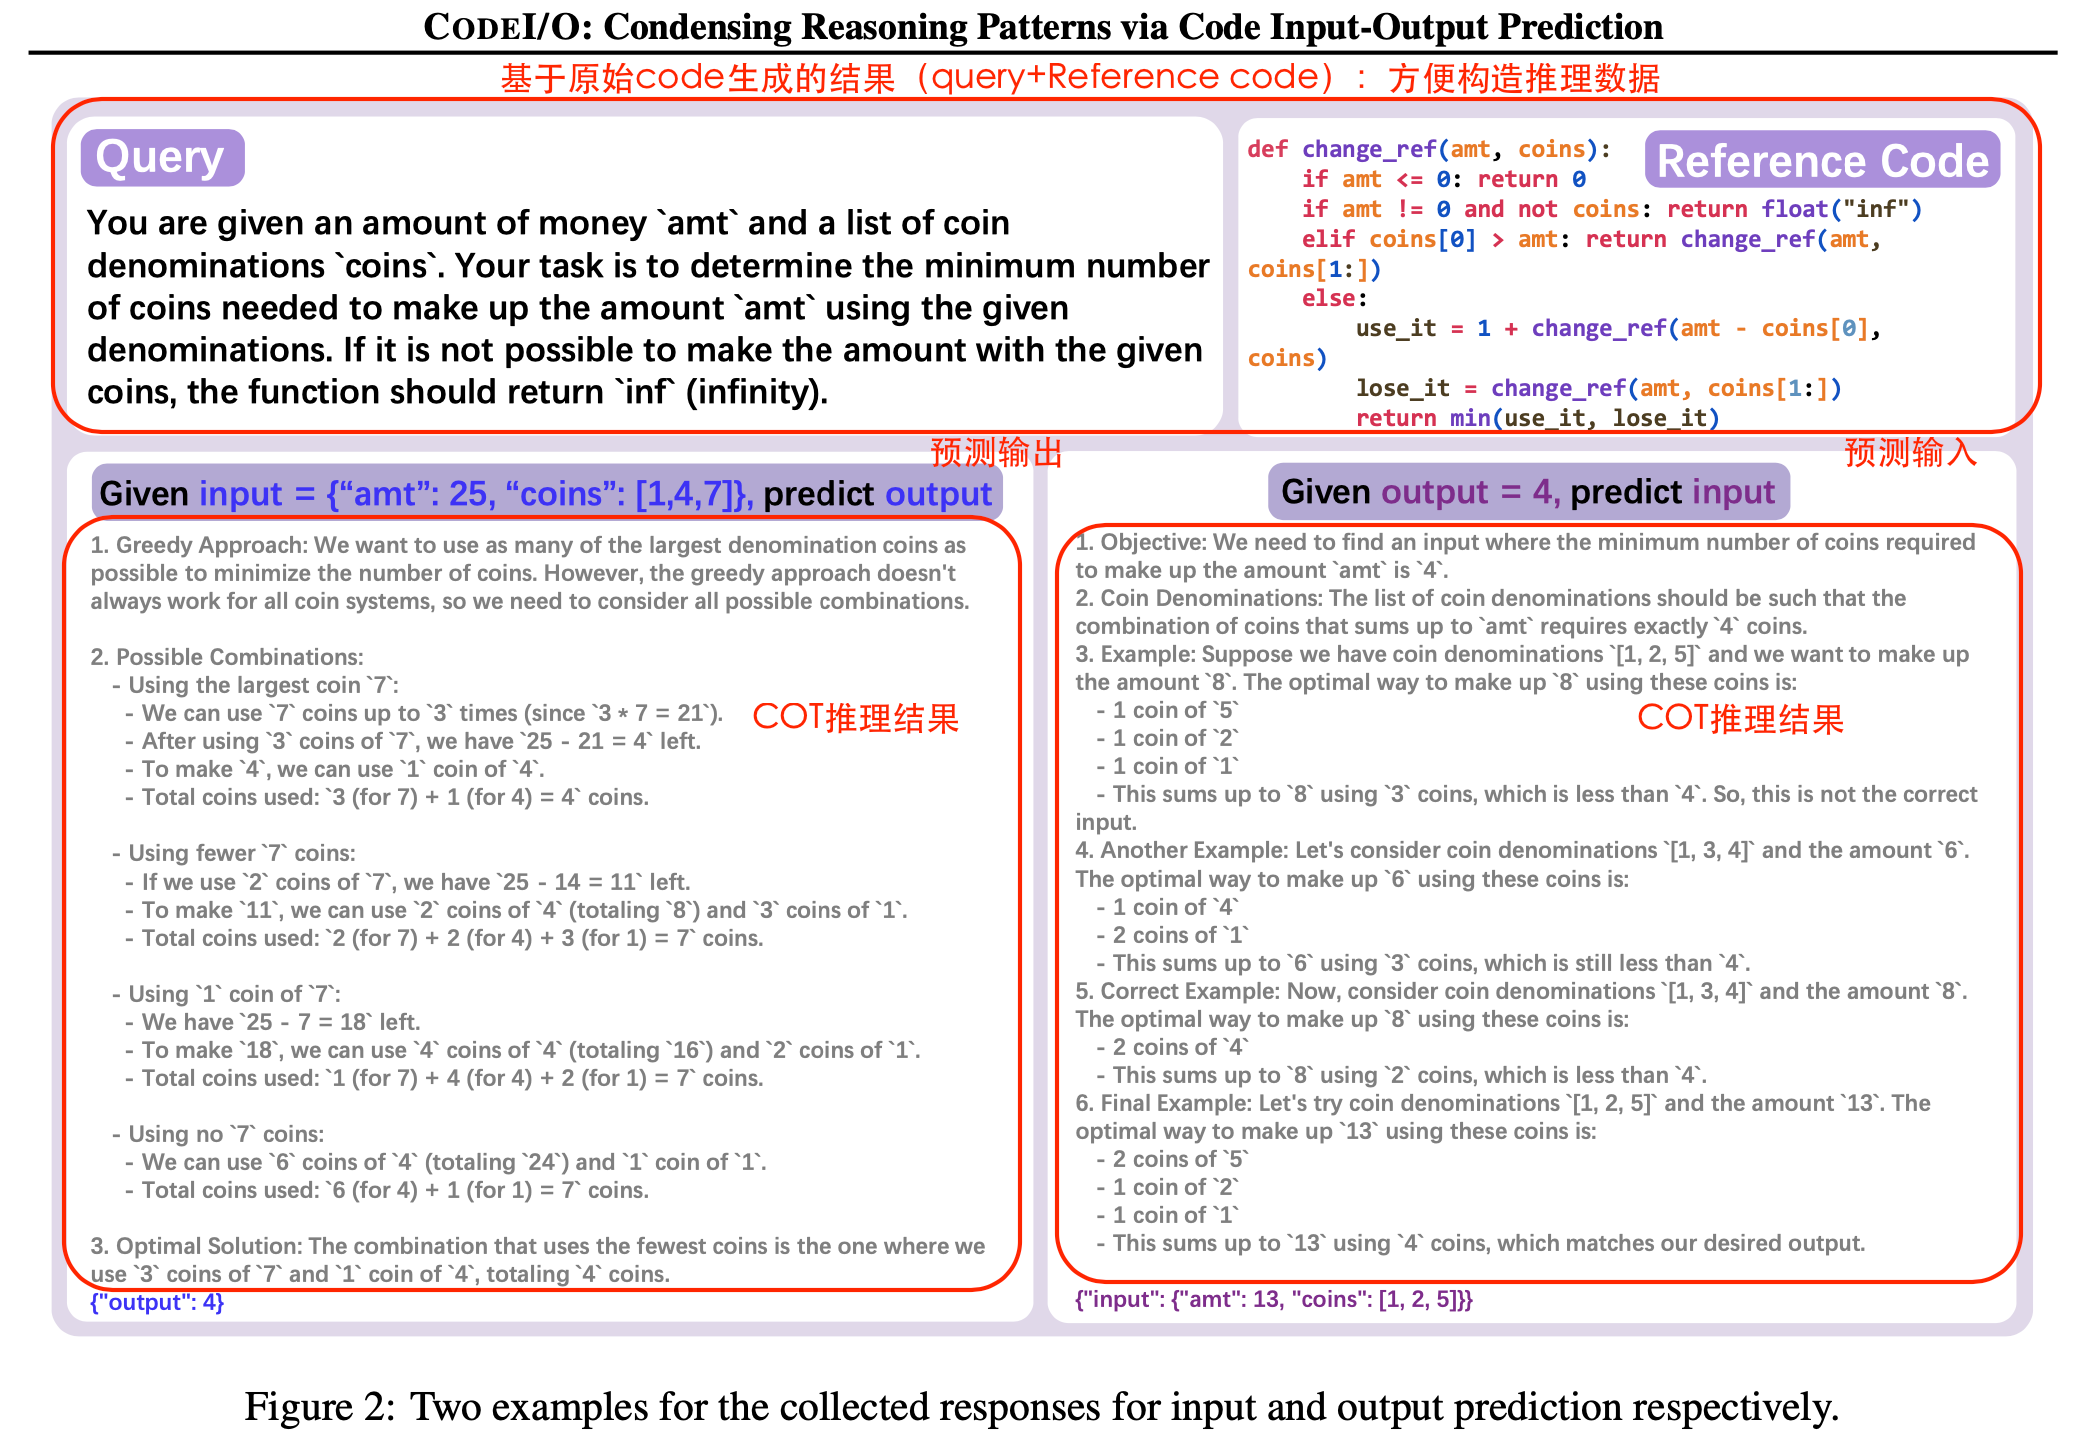 CODEI/O: Condensing Reasoning Patterns via Code Input-Output Prediction
基于原始code生成的结果（query+Reference code）：方便构造推理数据
Query
You are given an amount of money `amt` and a list of coin
denominations `coins`. Your task is to determine the minimum number
of coins needed to make up the amount `amt` using the given
denominations. If it is not possible to make the amount with the given
coins, the function should return `inf` (infinity).
Reference Code
def change_ref(amt, coins):
    if amt <= 0: return 0
    if amt != 0 and not coins: return float("inf")
    elif coins[0] > amt: return change_ref(amt,
coins[1:])
    else:
        use_it = 1 + change_ref(amt - coins[0],
coins)
        lose_it = change_ref(amt, coins[1:])
        return min(use_it, lose_it)
预测输出
Given input = {“amt”: 25, “coins”: [1,4,7]}, predict output
1. Greedy Approach: We want to use as many of the largest denomination coins as
possible to minimize the number of coins. However, the greedy approach doesn't
always work for all coin systems, so we need to consider all possible combinations.
2. Possible Combinations:
- Using the largest coin `7`:
- We can use `7` coins up to `3` times (since `3 * 7 = 21`).
COT推理结果
- After using `3` coins of `7`, we have `25 - 21 = 4` left.
- To make `4`, we can use `1` coin of `4`.
- Total coins used: `3 (for 7) + 1 (for 4) = 4` coins.
- Using fewer `7` coins:
- If we use `2` coins of `7`, we have `25 - 14 = 11` left.
- To make `11`, we can use `2` coins of `4` (totaling `8`) and `3` coins of `1`.
- Total coins used: `2 (for 7) + 2 (for 4) + 3 (for 1) = 7` coins.
- Using `1` coin of `7`:
- We have `25 - 7 = 18` left.
- To make `18`, we can use `4` coins of `4` (totaling `16`) and `2` coins of `1`.
- Total coins used: `1 (for 7) + 4 (for 4) + 2 (for 1) = 7` coins.
- Using no `7` coins:
- We can use `6` coins of `4` (totaling `24`) and `1` coin of `1`.
- Total coins used: `6 (for 4) + 1 (for 1) = 7` coins.
3. Optimal Solution: The combination that uses the fewest coins is the one where we
use `3` coins of `7` and `1` coin of `4`, totaling `4` coins.
{"output": 4}
预测输入
Given output = 4, predict input
1. Objective: We need to find an input where the minimum number of coins required
to make up the amount `amt` is `4`.
2. Coin Denominations: The list of coin denominations should be such that the
combination of coins that sums up to `amt` requires exactly `4` coins.
3. Example: Suppose we have coin denominations `[1, 2, 5]` and we want to make up
the amount `8`. The optimal way to make up `8` using these coins is:
- 1 coin of `5`
COT推理结果
- 1 coin of `2`
- 1 coin of `1`
- This sums up to `8` using `3` coins, which is less than `4`. So, this is not the correct
input.
4. Another Example: Let's consider coin denominations `[1, 3, 4]` and the amount `6`.
The optimal way to make up `6` using these coins is:
- 1 coin of `4`
- 2 coins of `1`
- This sums up to `6` using `3` coins, which is still less than `4`.
5. Correct Example: Now, consider coin denominations `[1, 3, 4]` and the amount `8`.
The optimal way to make up `8` using these coins is:
- 2 coins of `4`
- This sums up to `8` using `2` coins, which is less than `4`.
6. Final Example: Let's try coin denominations `[1, 2, 5]` and the amount `13`. The
optimal way to make up `13` using these coins is:
- 2 coins of `5`
- 1 coin of `2`
- 1 coin of `1`
- This sums up to `13` using `4` coins, which matches our desired output.
{"input": {"amt": 13, "coins": [1, 2, 5]}}
Figure 2: Two examples for the collected responses for input and output prediction respectively.